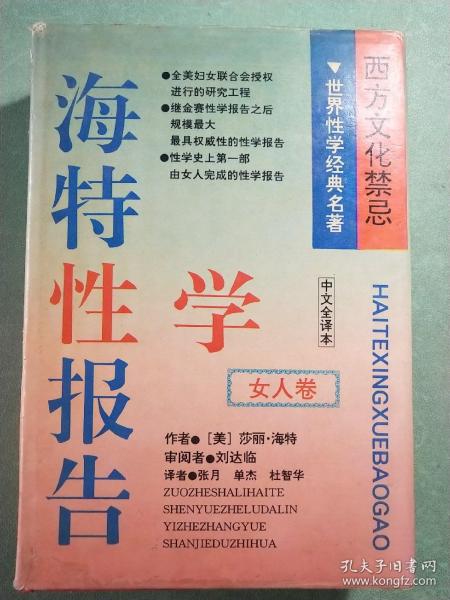 西方文化禁忌
▼世界性学经典名著
●全美妇女联合会授权
进行的研究工程
●继金赛性学报告之后
规模最大
最具权威性的性学报告
●性学史上第一部
由女人完成的性学报告
海特性学报告
中文全译本
女人卷
HAITEXINGXUEBAOGAO
作者●［美］莎丽·海特
审阅者●刘达临
译者●张月 单杰 杜智华
ZUOZHESHALIHAITE
SHENYUEZHELUDALIN
YIZHEZHANGYUE
SHANJIEDUZHIHUA
孔夫子旧书网
www.kongfz.com